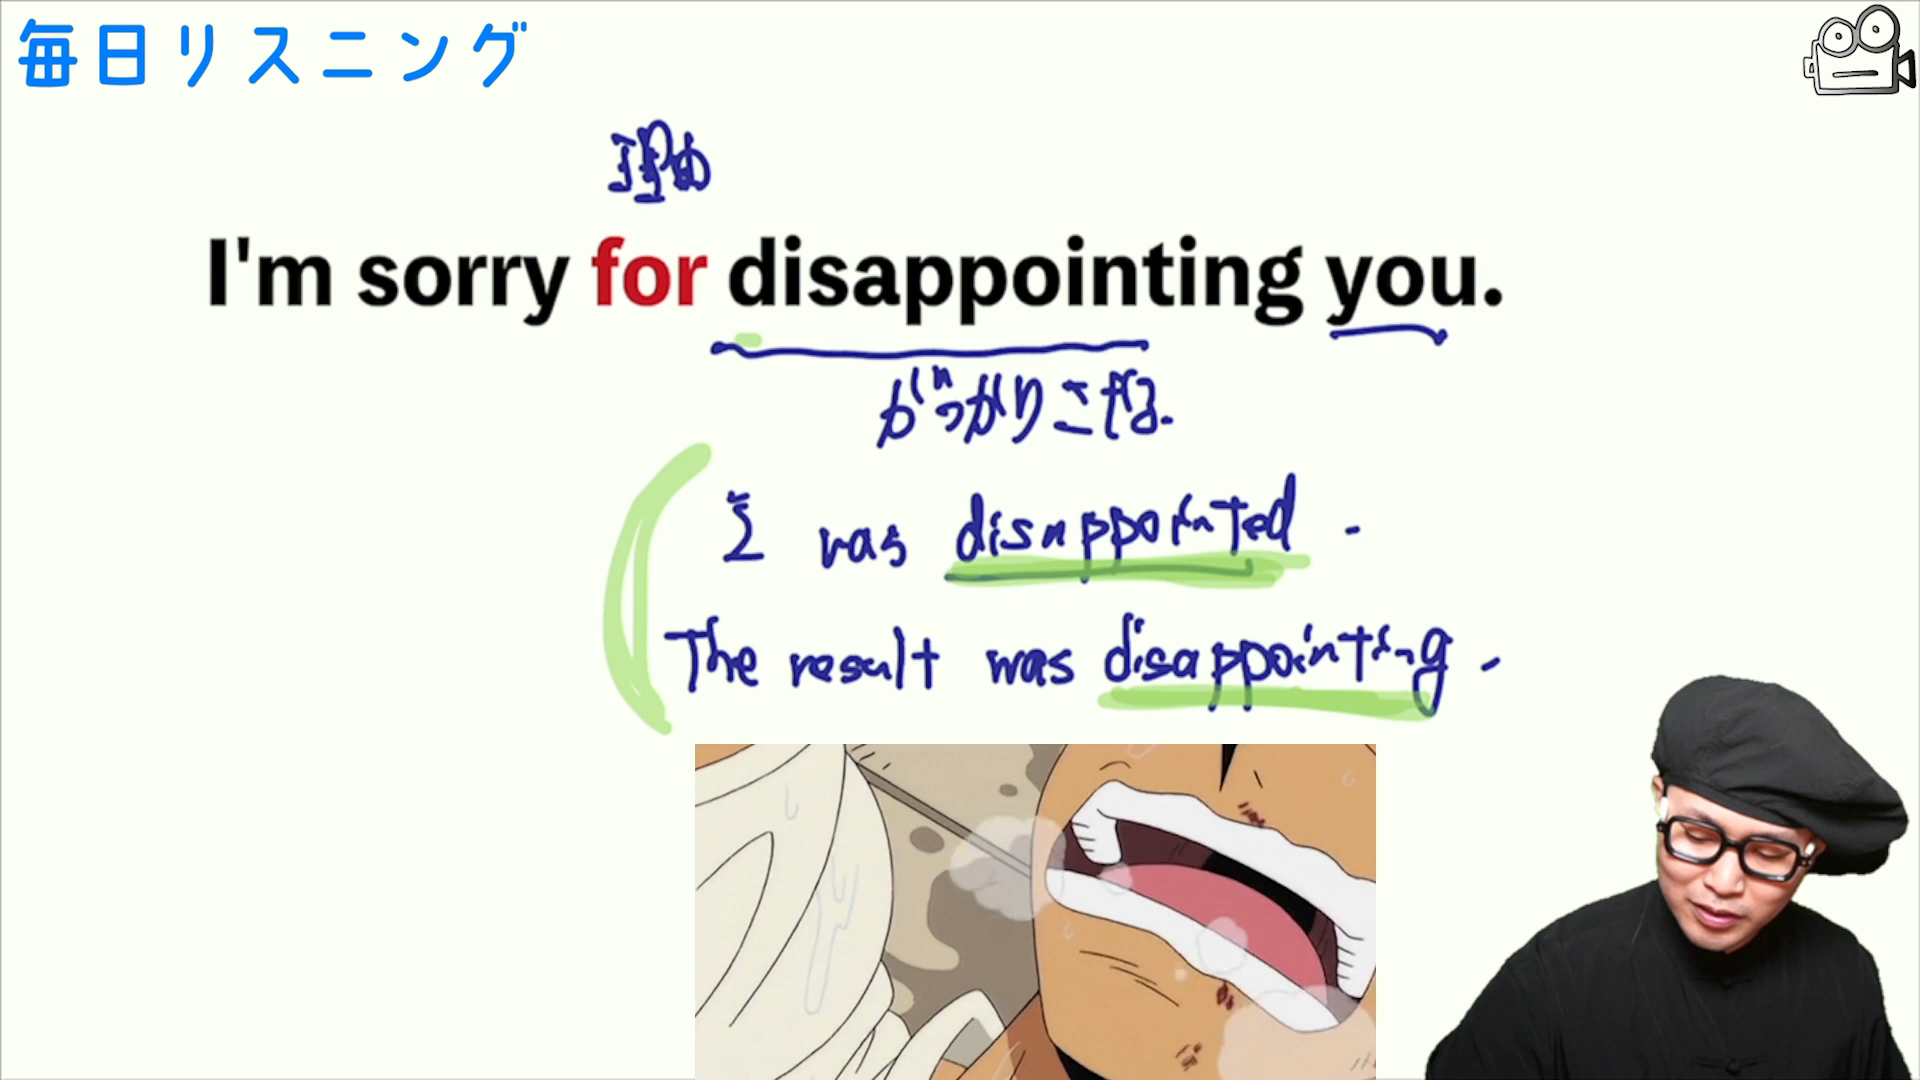 毎日リスニング
理由
I'm sorry for disappointing you.
がっかりさせる.
I was disappointed.
The result was disappointing.